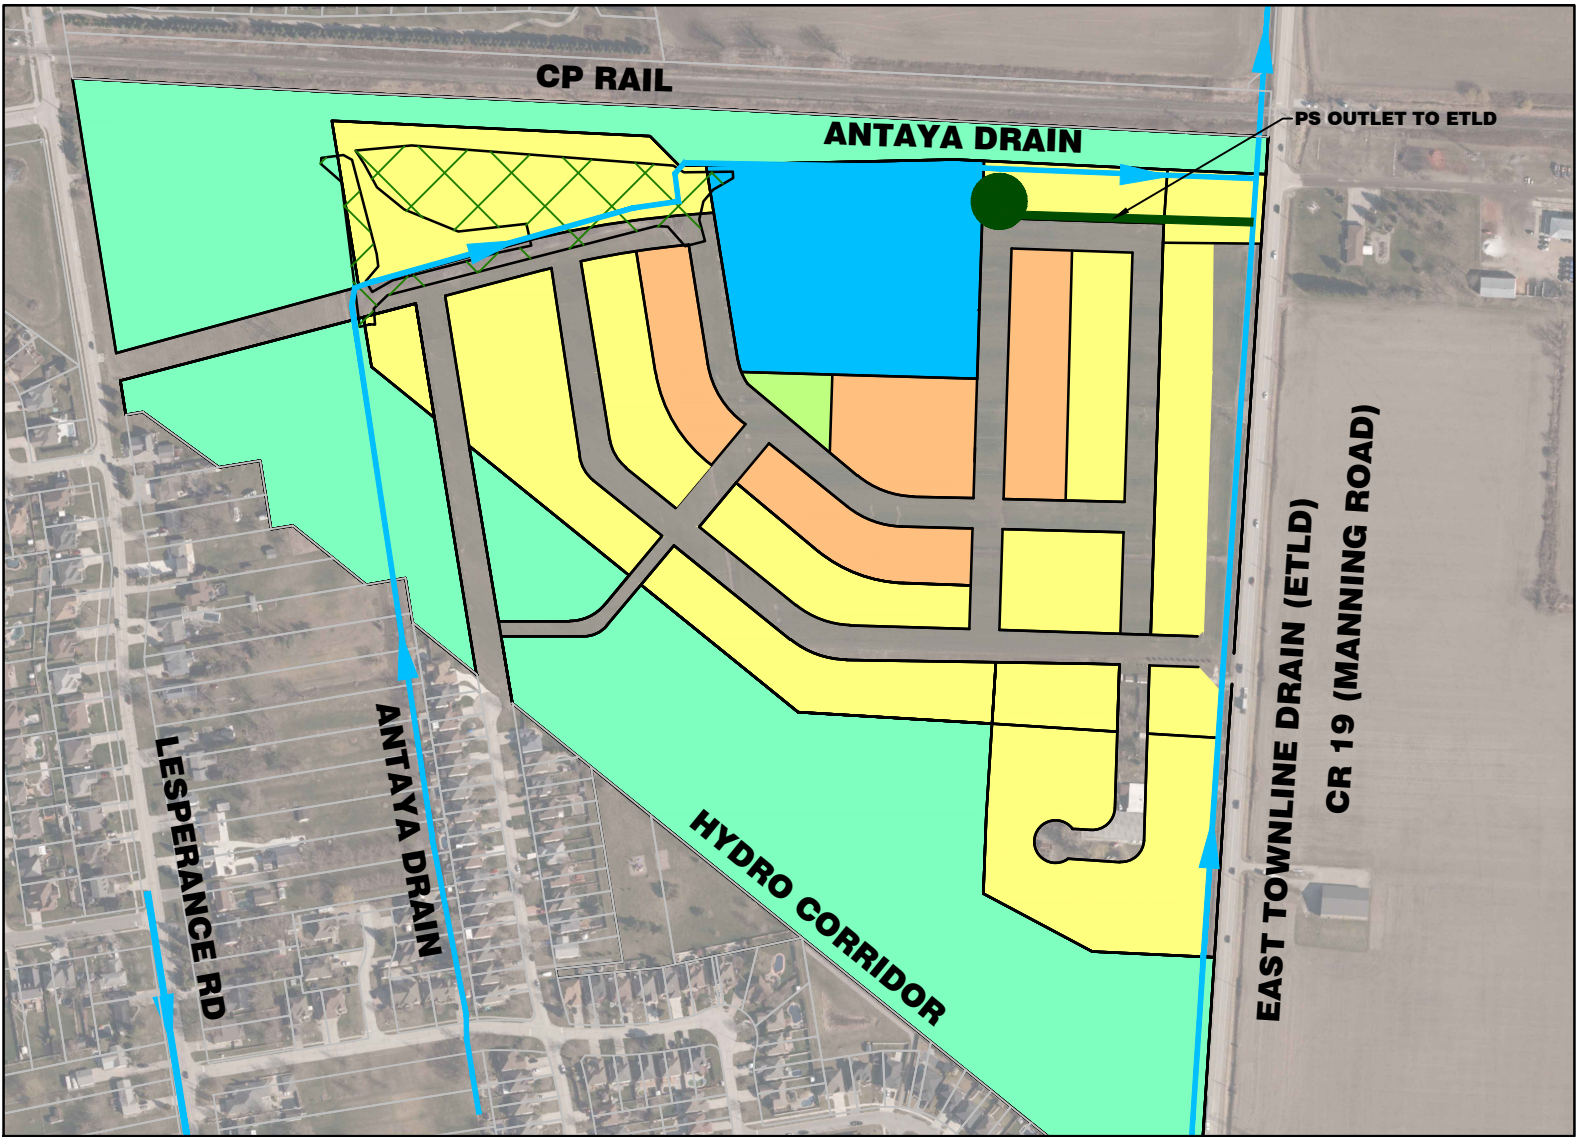 CP RAIL
ANTAYA DRAIN
PS OUTLET TO ETLD
CR 19 (MANNING ROAD)
EAST TOWNLINE DRAIN (ETLD)
ANTAYA DRAIN
LESPERANCE RD
HYDRO CORRIDOR